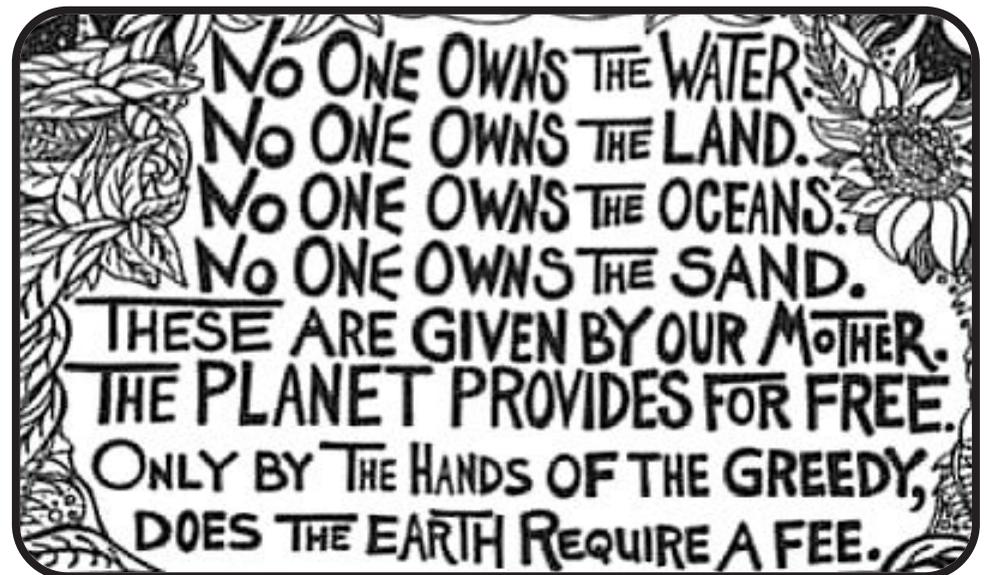 No ONE OWNS THE WATER.
No ONE OWNS THE LAND.
No ONE OWNS THE OCEANS.
No ONE OWNS THE SAND.
THESE ARE GIVEN BY OUR MOTHER.
THE PLANET PROVIDES FOR FREE.
ONLY BY THE HANDS OF THE GREEDY,
DOES THE EARTH REQUIRE A FEE.